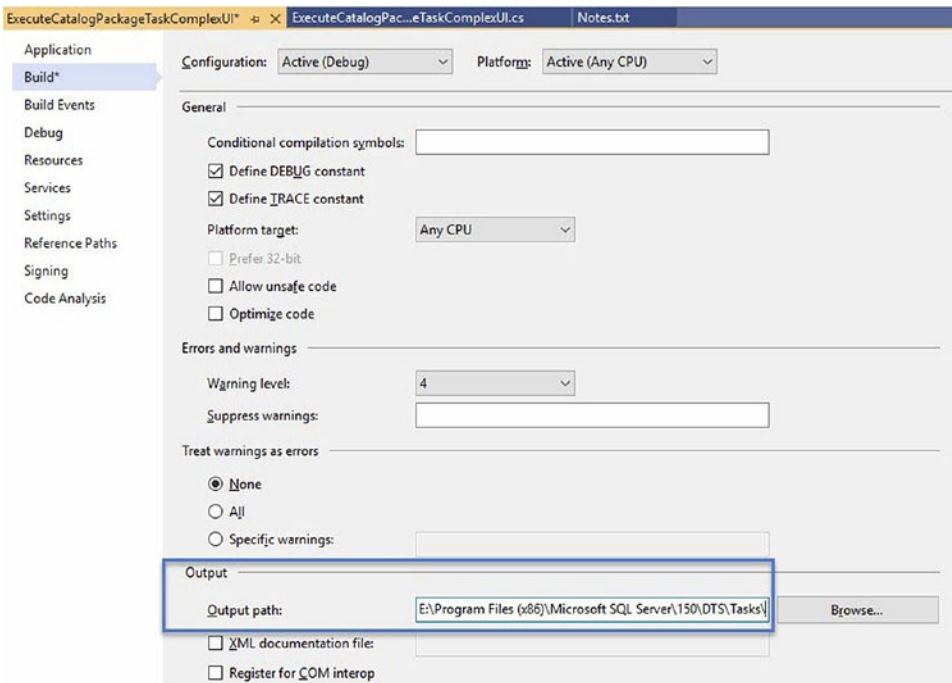 ExecuteCatalogPackageTaskComplexUI* ExecuteCatalogPac...eTaskComplexUI.cs Notes.txt
Application
Build*
Build Events
Debug
Resources
Services
Settings
Reference Paths
Signing
Code Analysis
Configuration: Active (Debug) Platform: Active (Any CPU)
General
Conditional compilation symbols:
Define DEBUG constant
Define TRACE constant
Platform target: Any CPU
Prefer 32-bit
Allow unsafe code
Optimize code
Errors and warnings
Warning level: 4
Suppress warnings:
Treat warnings as errors
None
All
Specific warnings:
Output
Output path: E:\Program Files (x86)\Microsoft SQL Server\150\DTS\Tasks\ Browse...
XML documentation file:
Register for COM interop